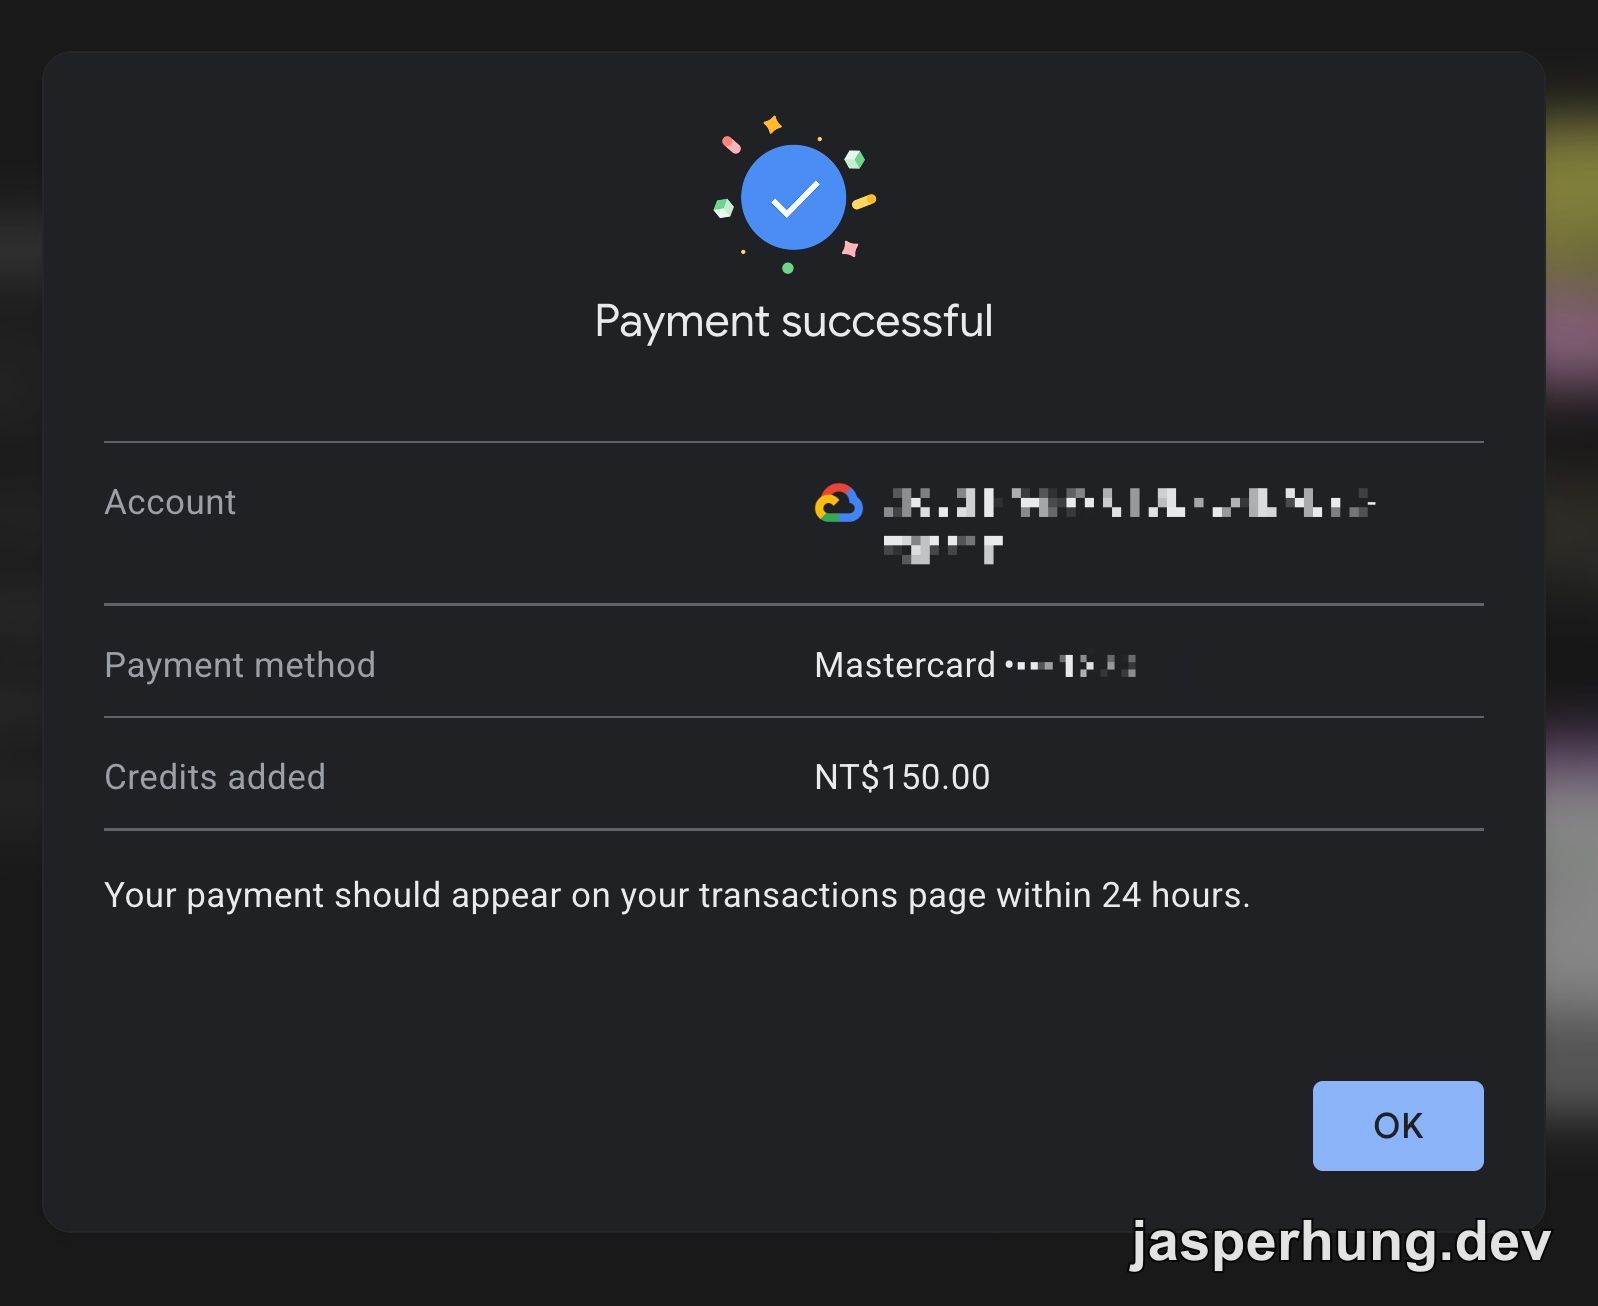 Payment successful
Account
Payment method
Mastercard
Credits added
NT$150.00
Your payment should appear on your transactions page within 24 hours.
OK
jasperhung.dev